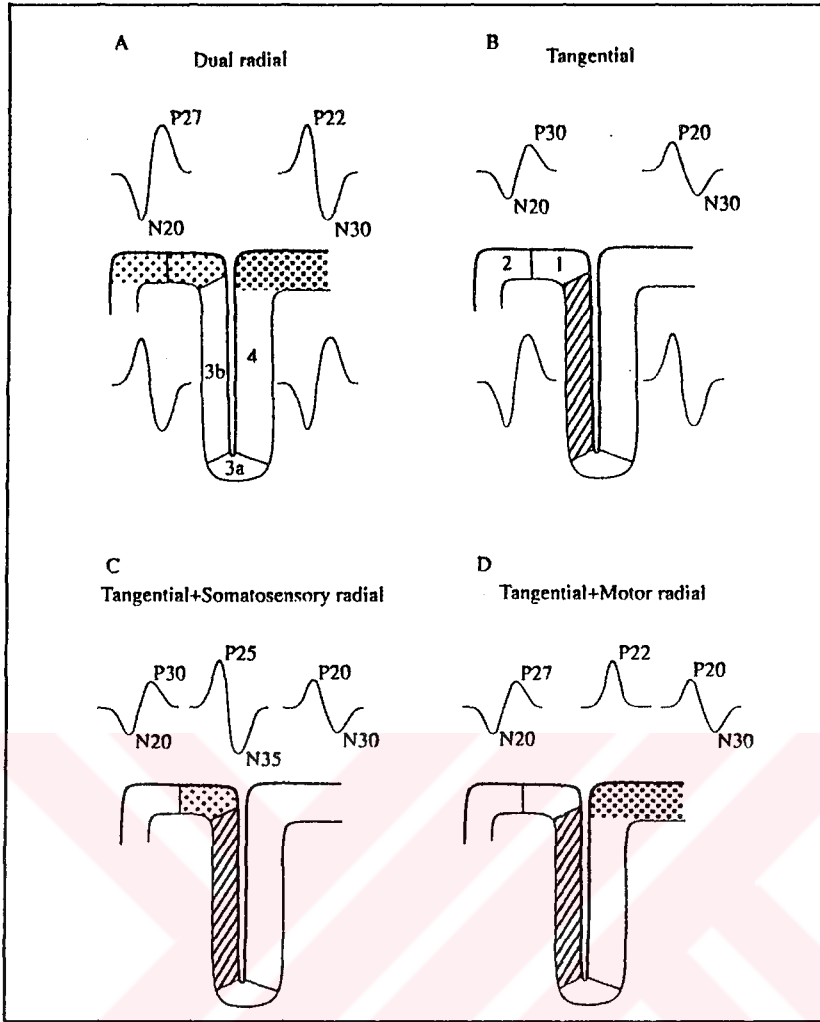 A
Dual radial
P27
P22
N20
N30
3b
4
3a
B
Tangential
P30
P20
N20
N30
2
1
C
Tangential+Somatosensory radial
P25
P30
P20
N20
N30
N35
D
Tangential+Motor radial
P27
P22
P20
N20
N30